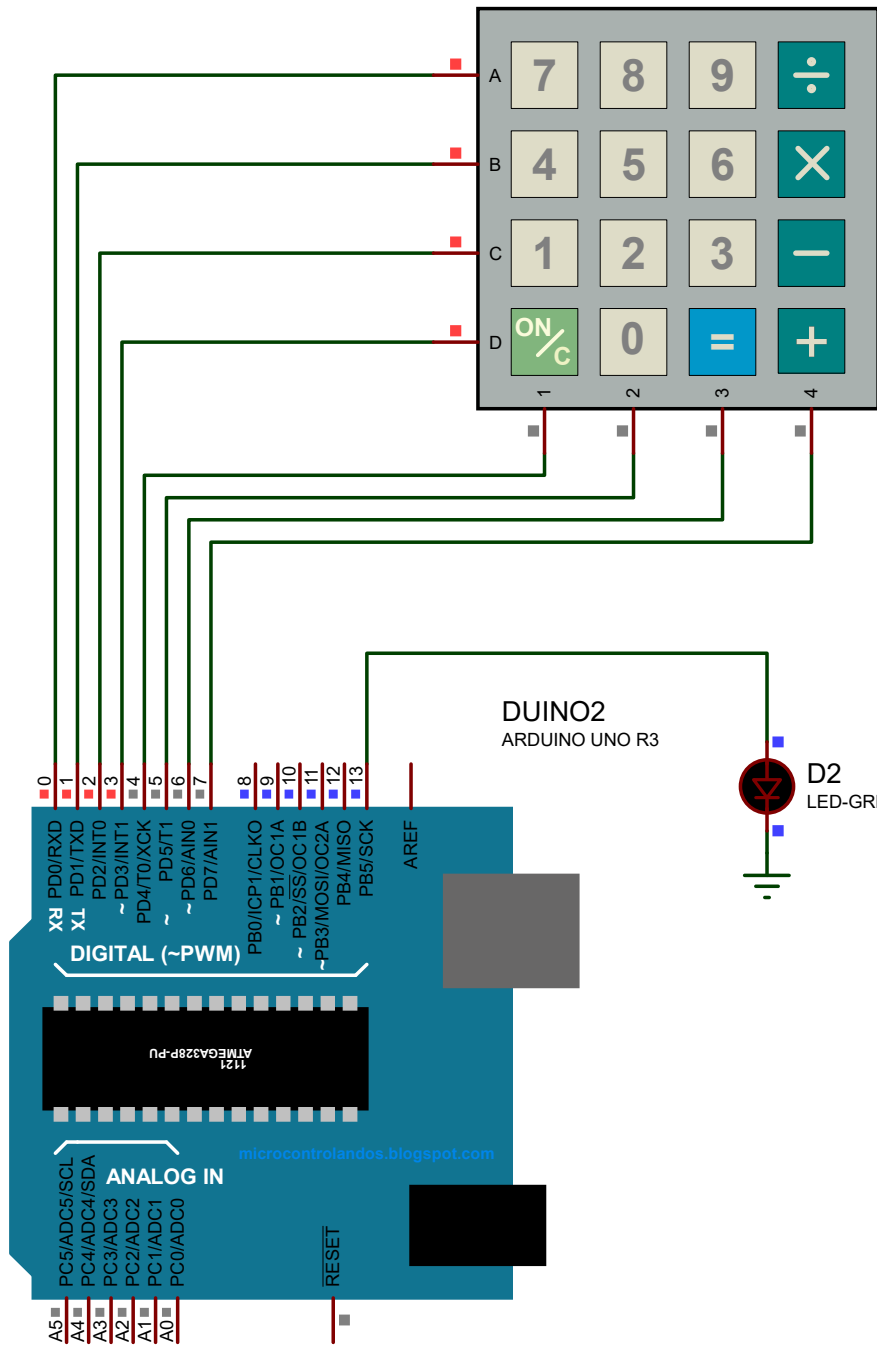 A 7 8 9 ÷
B 4 5 6 ×
C 1 2 3 −
D ON/C 0 = +
1 2 3 4
DUINO2
ARDUINO UNO R3
D2
LED-GR
0 1 2 3 4 5 6 7 8 9 10 11 12 13
PD0/RXD
PD1/TXD
PD2/INT0
~PD3/INT1
PD4/T0/XCK
~ PD5/T1
~PD6/AIN0
PD7/AIN1
PB0/ICP1/CLKO
~ PB1/OC1A
~ PB2/SS/OC1B
~PB3/MOSI/OC2A
PB4/MISO
PB5/SCK
AREF
RX
TX
DIGITAL (~PWM)
1121
ATMEGA328P-PU
microcontrolandos.blogspot.com
ANALOG IN
PC5/ADC5/SCL
PC4/ADC4/SDA
PC3/ADC3
PC2/ADC2
PC1/ADC1
PC0/ADC0
RESET
A5 A4 A3 A2 A1 A0